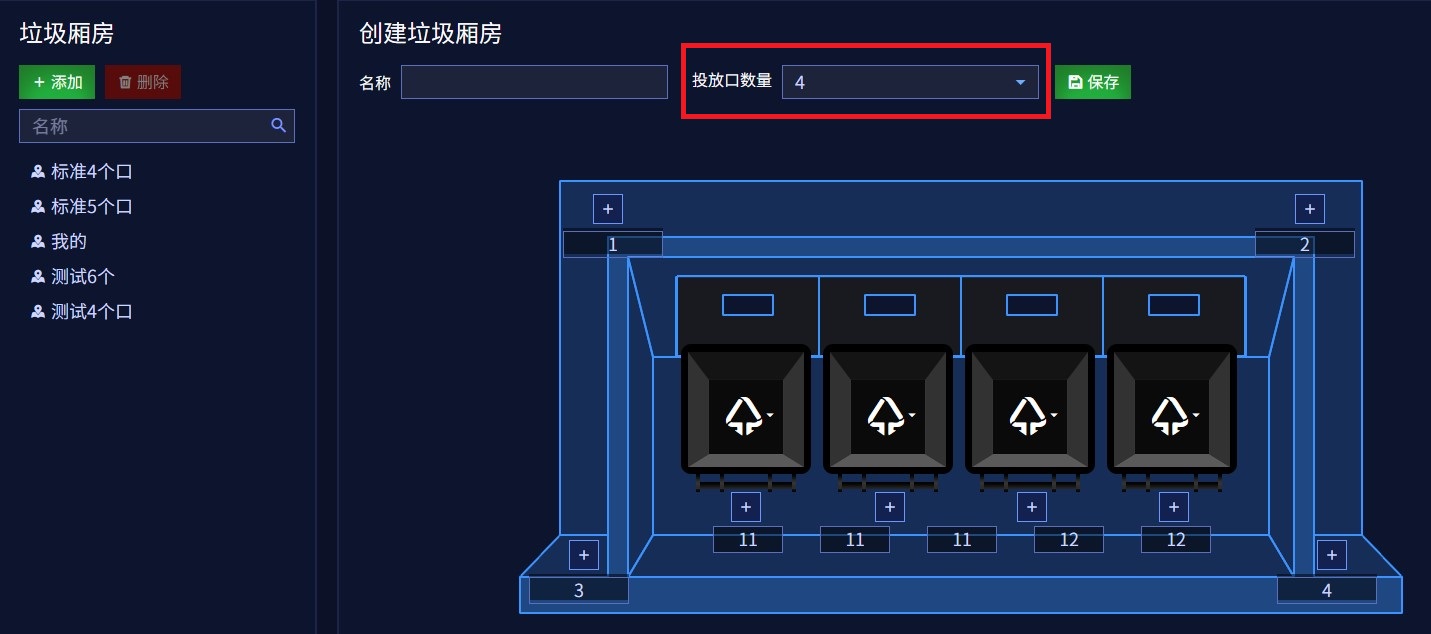 垃圾厢房
+ 添加
删除
名称
标准4个口
标准5个口
我的
测试6个
测试4个口
创建垃圾厢房
名称
投放口数量
4
保存
+
+
1
2
+
+
+
+
11
11
11
12
12
+
+
3
4